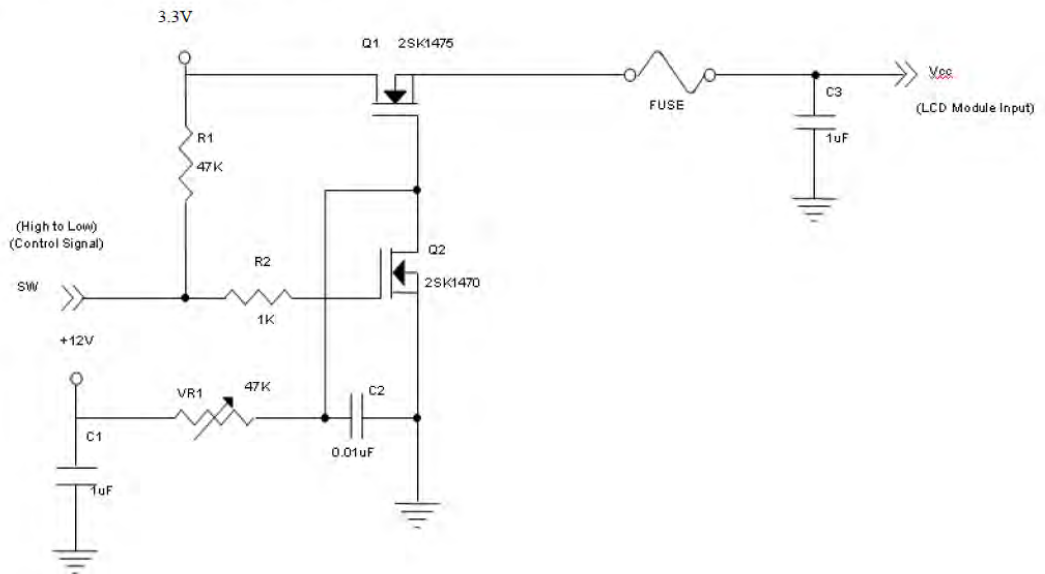 3.3V
Q1 2SK1475
FUSE
C3
1uF
Vcc
(LCD Module Input)
R1
47K
(High to Low)
(Control Signal)
SW
R2
1K
Q2
2SK1470
+12V
VR1
47K
C2
0.01uF
C1
1uF